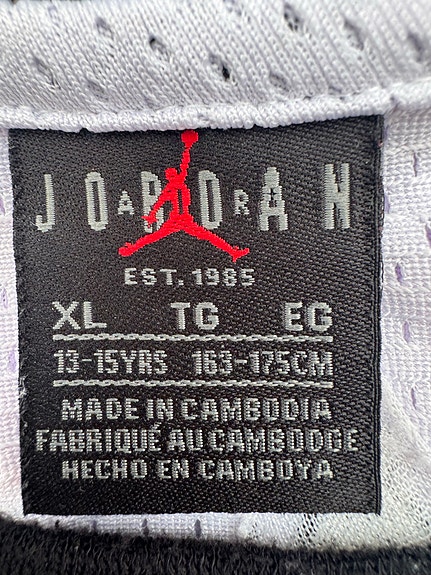 JORDAN
AIR
EST. 1985
XL TG EG
13-15YRS 163-175CM
MADE IN CAMBODIA
FABRIQUÉ AU CAMBODGE
HECHO EN CAMBOYA